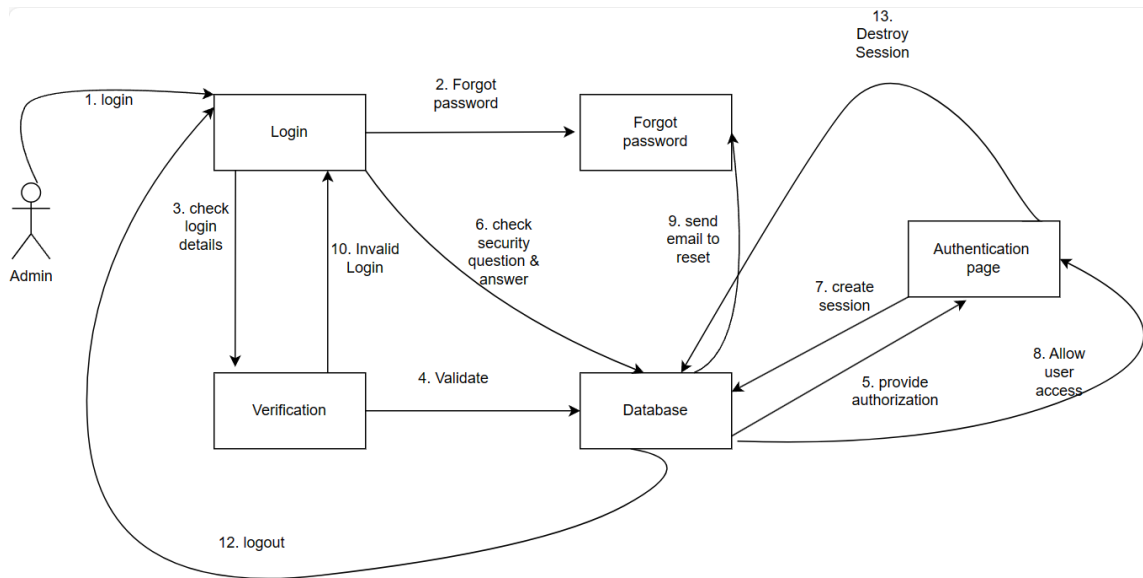 13.
Destroy
Session
1. login
2. Forgot
password
Login
Forgot
password
3. check
login
details
10. Invalid
Login
6. check
security
question &
answer
9. send
email to
reset
Authentication
page
Admin
7. create
session
8. Allow
user
access
4. Validate
5. provide
authorization
Verification
Database
12. logout